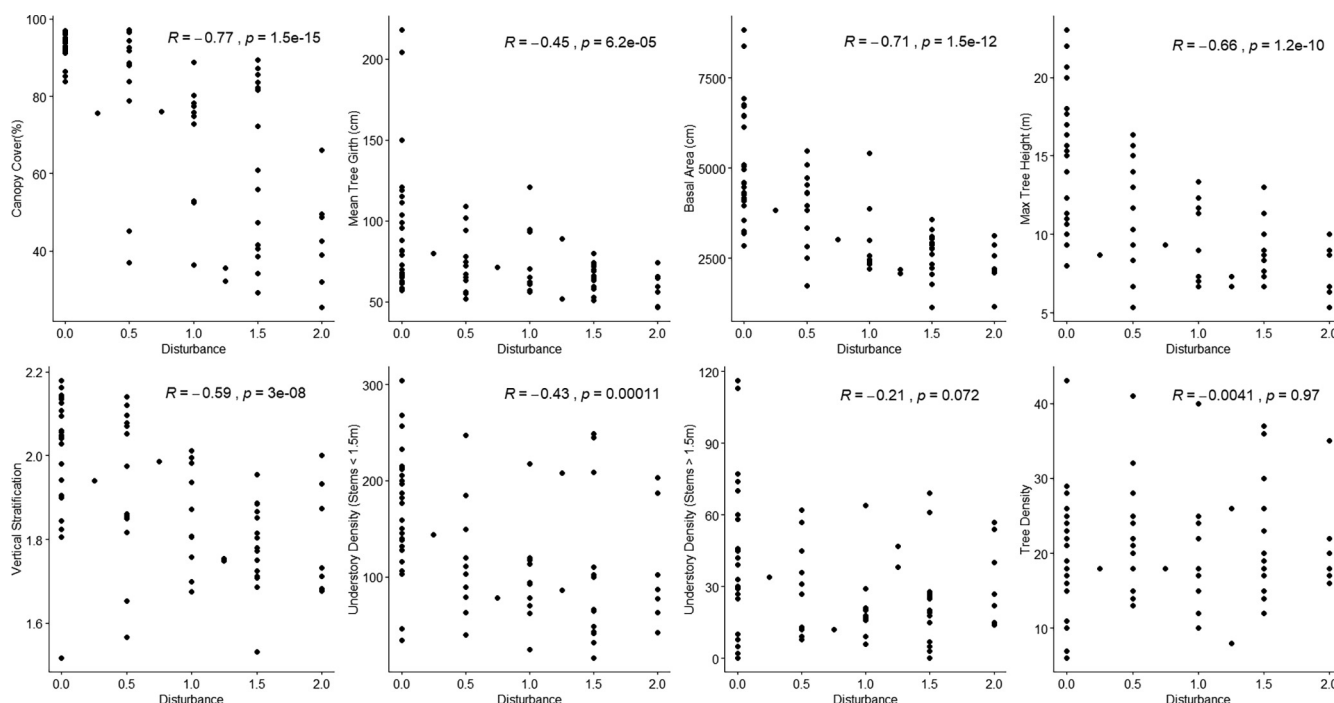 R = −0.77 , p = 1.5e-15
Canopy Cover(%)
100
80
60
40
0.0 0.5 1.0 1.5 2.0
Disturbance
R = −0.45 , p = 6.2e-05
Mean Tree Girth (cm)
200
150
100
50
0.0 0.5 1.0 1.5 2.0
Disturbance
R = −0.71 , p = 1.5e-12
Basal Area (cm)
7500
5000
2500
0.0 0.5 1.0 1.5 2.0
Disturbance
R = −0.66 , p = 1.2e-10
Max Tree Height (m)
20
15
10
5
0.0 0.5 1.0 1.5 2.0
Disturbance
R = −0.59 , p = 3e-08
Vertical Stratification
2.2
2.0
1.8
1.6
0.0 0.5 1.0 1.5 2.0
Disturbance
R = −0.43 , p = 0.00011
Understory Density (Stems < 1.5m)
300
200
100
0.0 0.5 1.0 1.5 2.0
Disturbance
R = −0.21 , p = 0.072
Understory Density (Stems > 1.5m)
120
90
60
30
0
0.0 0.5 1.0 1.5 2.0
Disturbance
R = −0.0041 , p = 0.97
Tree Density
40
30
20
10
0.0 0.5 1.0 1.5 2.0
Disturbance